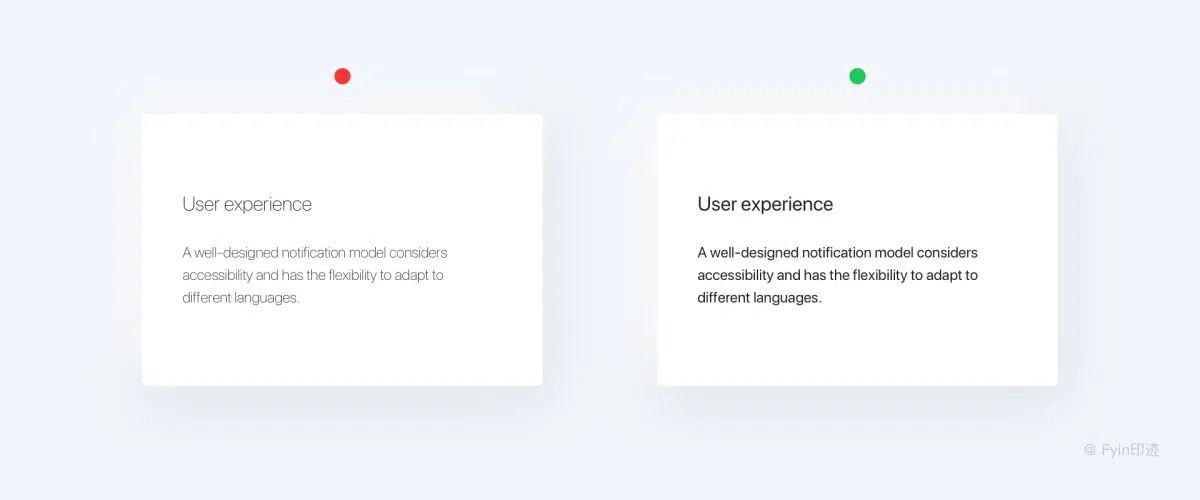 User experience
A well-designed notification model considers
accessibility and has the flexibility to adapt to
different languages.
User experience
A well-designed notification model considers
accessibility and has the flexibility to adapt to
different languages.
@ Fyin印迹